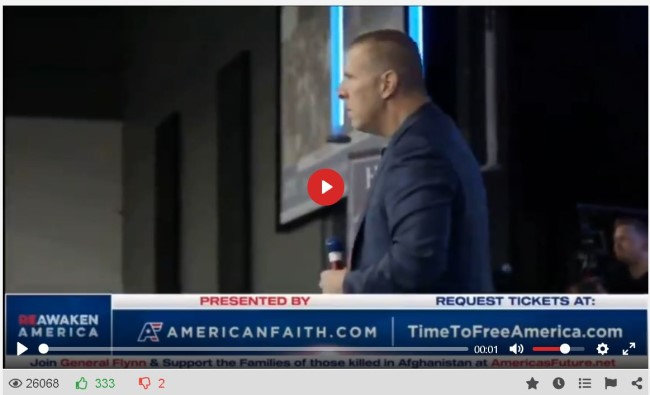 H
PRESENTED BY
REQUEST TICKETS AT:
REAWAKEN
AMERICA
AMERICANFAITH.COM
TimeToFreeAmerica.com
00:01
Join General Flynn & Support the Families of those killed in Afghanistan at AmericasFuture.net
26068 333 2